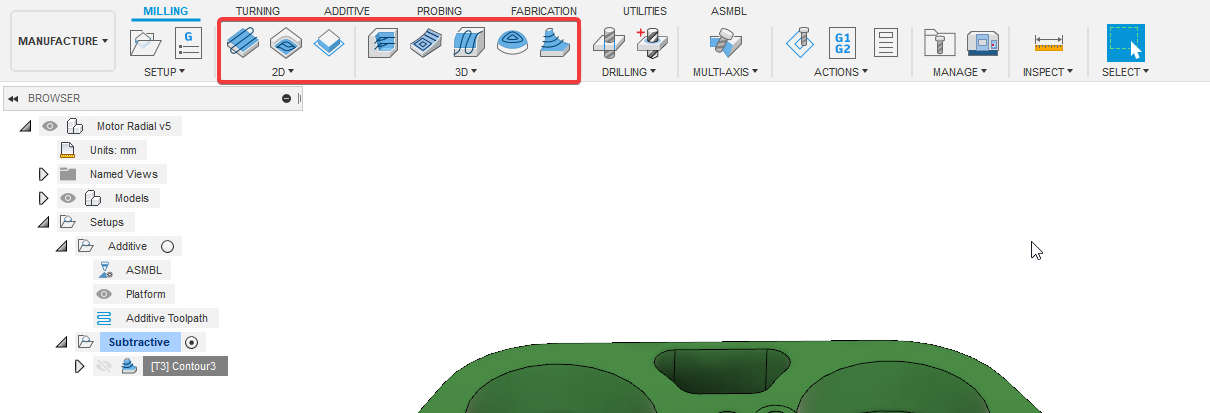 MILLING TURNING ADDITIVE PROBING FABRICATION UTILITIES ASMBL
MANUFACTURE
G
G1
G2
SETUP 2D 3D DRILLING MULTI-AXIS ACTIONS MANAGE INSPECT SELECT
BROWSER
Motor Radial v5
Units: mm
Named Views
Models
Setups
Additive
ASMBL
Platform
Additive Toolpath
Subtractive
[T3] Contour3